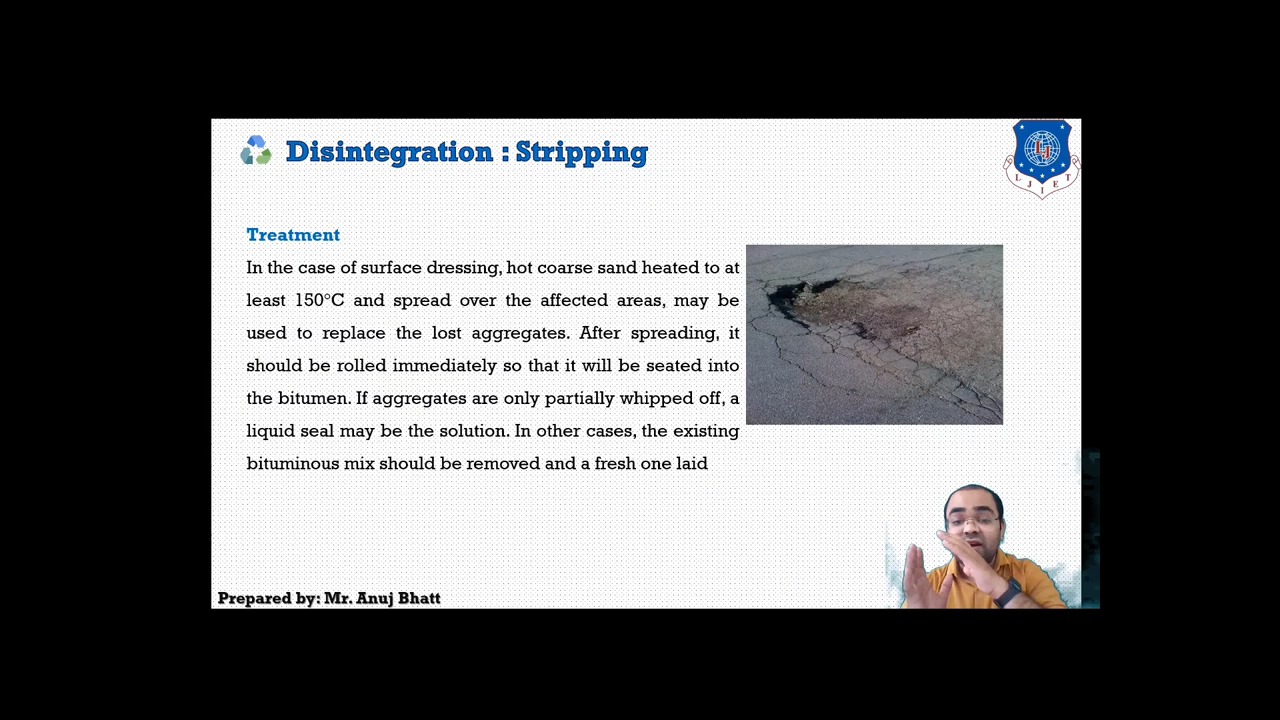 Disintegration : Stripping
LJ
L J I E T
Treatment
In the case of surface dressing, hot coarse sand heated to at
least 150°C and spread over the affected areas, may be
used to replace the lost aggregates. After spreading, it
should be rolled immediately so that it will be seated into
the bitumen. If aggregates are only partially whipped off, a
liquid seal may be the solution. In other cases, the existing
bituminous mix should be removed and a fresh one laid
Prepared by: Mr. Anuj Bhatt